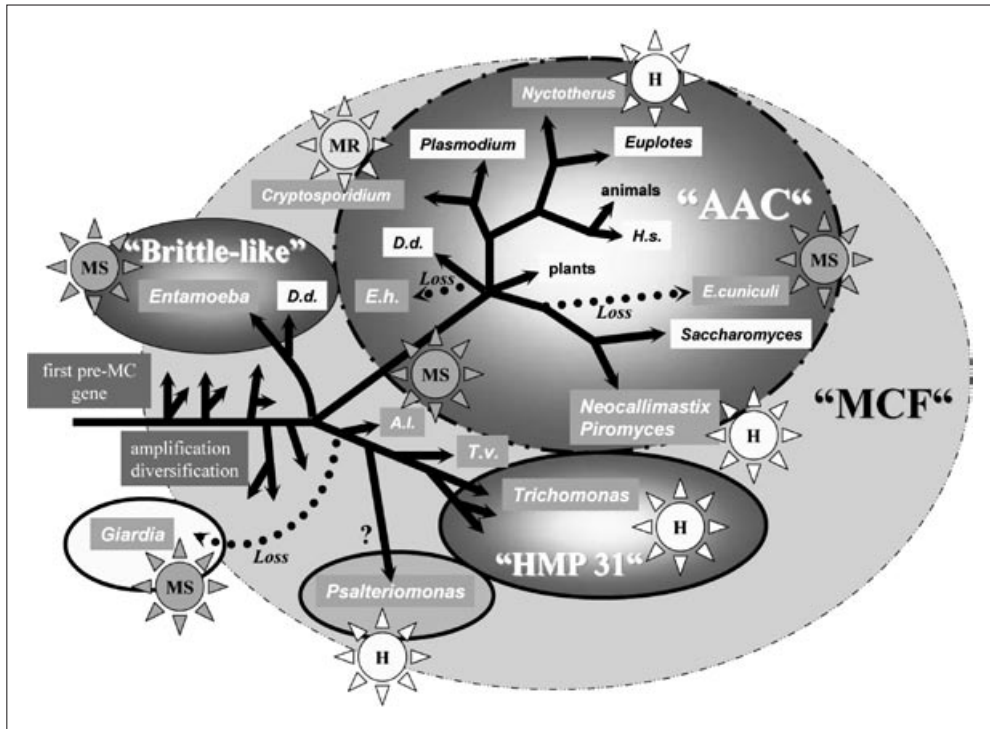 H
Nyctotherus
MR
Plasmodium
Euplotes
Cryptosporidium
animals
“AAC“
MS
“Brittle-like”
D.d.
H.s.
MS
plants
Entamoeba
D.d.
E.h.
Loss
Loss
E.cuniculi
Saccharomyces
first pre-MC
gene
MS
“MCF“
Neocallimastix
Piromyces
H
A.l.
amplification
diversification
T.v.
Trichomonas
Giardia
Loss
?
H
“HMP 31“
MS
Psalteriomonas
H